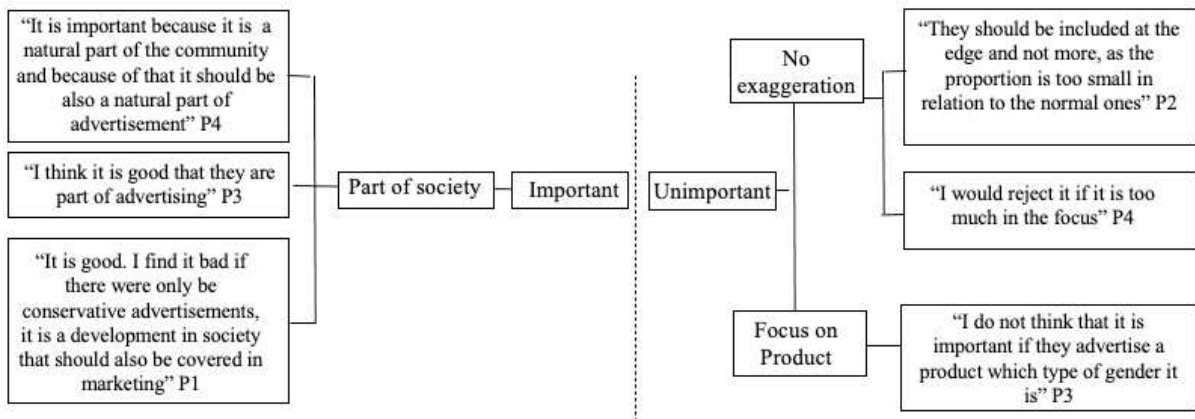 “It is important because it is a
natural part of the community
and because of that it should be
also a natural part of
advertisement” P4
“I think it is good that they are
part of advertising” P3
“It is good. I find it bad if
there were only be
conservative advertisements,
it is a development in society
that should also be covered in
marketing” P1
Part of society
Important
Unimportant
No
exaggeration
Focus on
Product
“They should be included at the
edge and not more, as the
proportion is too small in
relation to the normal ones” P2
“I would reject it if it is too
much in the focus” P4
“I do not think that it is
important if they advertise a
product which type of gender it
is” P3